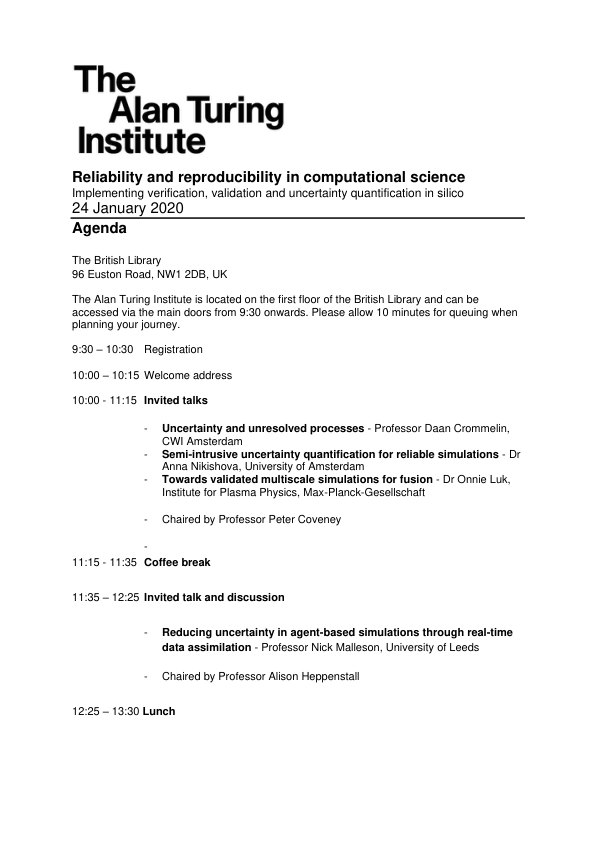 The
Alan Turing
Institute
Reliability and reproducibility in computational science
Implementing verification, validation and uncertainty quantification in silico
24 January 2020
Agenda
The British Library
96 Euston Road, NW1 2DB, UK
The Alan Turing Institute is located on the first floor of the British Library and can be
accessed via the main doors from 9:30 onwards. Please allow 10 minutes for queuing when
planning your journey.
9:30 – 10:30 Registration
10:00 – 10:15 Welcome address
10:00 - 11:15 Invited talks
- Uncertainty and unresolved processes - Professor Daan Crommelin,
CWI Amsterdam
- Semi-intrusive uncertainty quantification for reliable simulations - Dr
Anna Nikishova, University of Amsterdam
- Towards validated multiscale simulations for fusion - Dr Onnie Luk,
Institute for Plasma Physics, Max-Planck-Gesellschaft
- Chaired by Professor Peter Coveney
-
11:15 - 11:35 Coffee break
11:35 – 12:25 Invited talk and discussion
- Reducing uncertainty in agent-based simulations through real-time
data assimilation - Professor Nick Malleson, University of Leeds
- Chaired by Professor Alison Heppenstall
12:25 – 13:30 Lunch